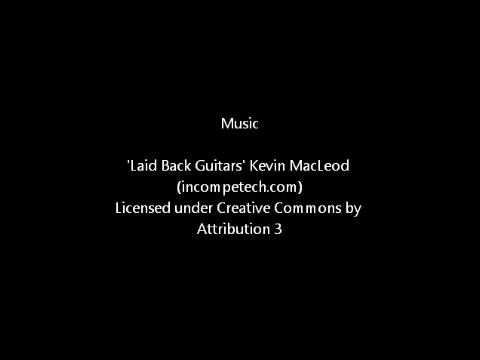 Music
'Laid Back Guitars' Kevin MacLeod
(incompetech.com)
Licensed under Creative Commons by
Attribution 3